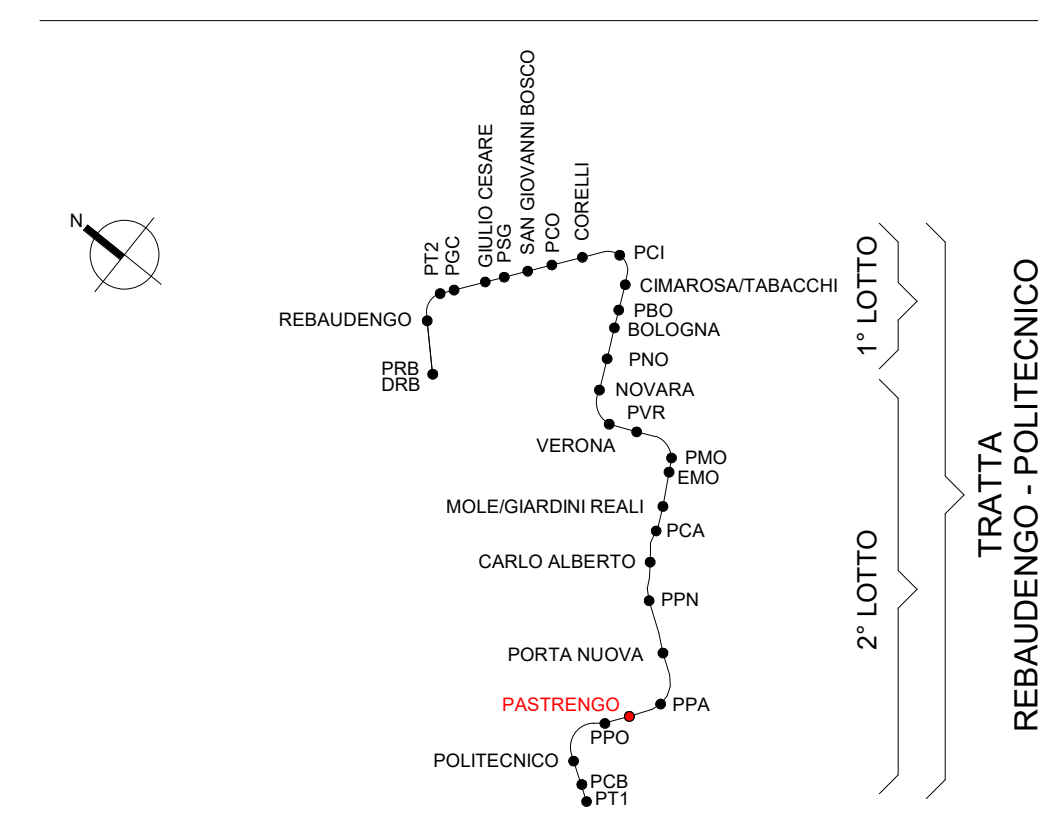 N
REBAUDENGO
PRB
DRB
PT2
PGC
GIULIO CESARE
PSG
SAN GIOVANNI BOSCO
PCO
CORELLI
PCI
CIMAROSA/TABACCHI
PBO
BOLOGNA
PNO
NOVARA
PVR
VERONA
PMO
EMO
MOLE/GIARDINI REALI
PCA
CARLO ALBERTO
PPN
PORTA NUOVA
PPA
PASTRENGO
PPO
POLITECNICO
PCB
PT1
1° LOTTO
2° LOTTO
TRATTA
REBAUDENGO - POLITECNICO